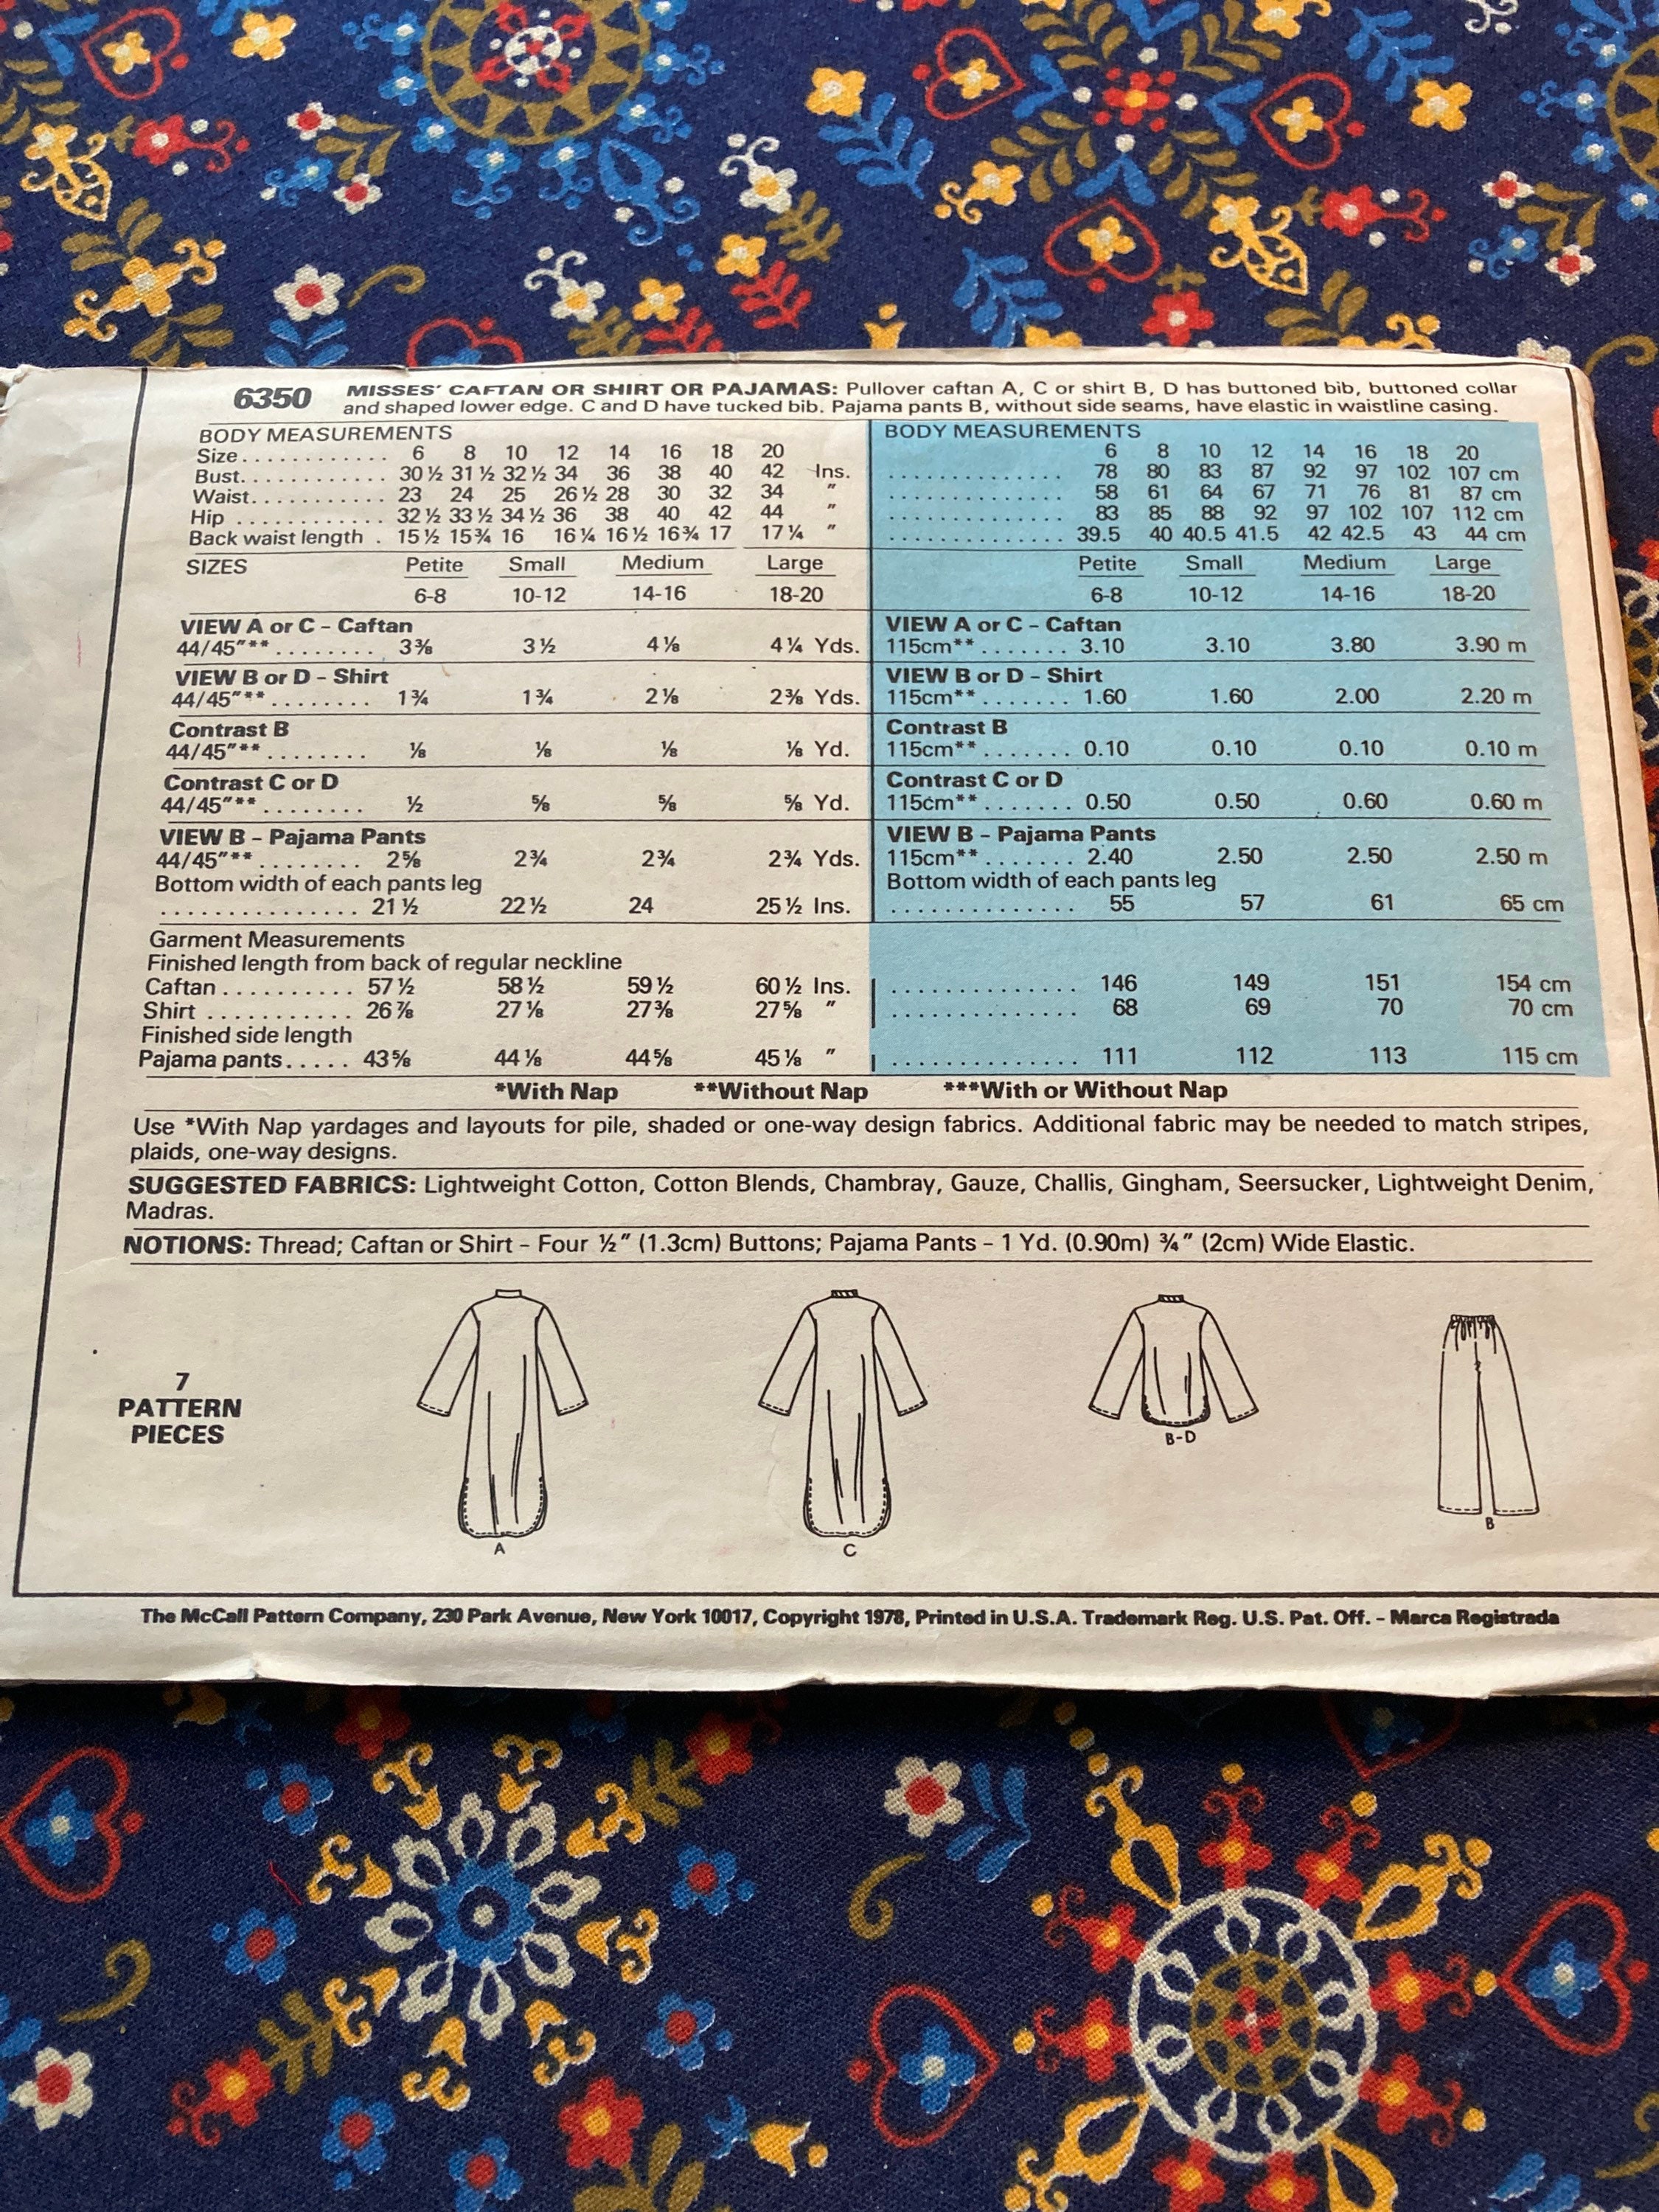 6350 MISSES' CAFTAN OR SHIRT OR PAJAMAS: Pullover caftan A, C or shirt B, D has buttoned bib, buttoned collar
and shaped lower edge. C and D have tucked bib. Pajama pants B, without side seams, have elastic in waistline casing.
BODY MEASUREMENTS BODY MEASUREMENTS
Size............ 6 8 10 12 14 16 18 20 6 8 10 12 14 16 18 20
Bust............ 30½ 31½ 32½ 34 36 38 40 42 Ins. .............. 78 80 83 87 92 97 102 107 cm
Waist........... 23 24 25 26½ 28 30 32 34 " .............. 58 61 64 67 71 76 81 87 cm
Hip ............ 32½ 33½ 34½ 36 38 40 42 44 " .............. 83 85 88 92 97 102 107 112 cm
Back waist length . 15½ 15¾ 16 16¼ 16½ 16¾ 17 17¼ " .............. 39.5 40 40.5 41.5 42 42.5 43 44 cm
SIZES Petite Small Medium Large Petite Small Medium Large
6-8 10-12 14-16 18-20 6-8 10-12 14-16 18-20
VIEW A or C – Caftan VIEW A or C – Caftan
44/45"**........ 3⅜ 3½ 4⅛ 4¼ Yds. 115cm**....... 3.10 3.10 3.80 3.90 m
VIEW B or D – Shirt VIEW B or D – Shirt
44/45"**........ 1¾ 1¾ 2⅛ 2⅜ Yds. 115cm**....... 1.60 1.60 2.00 2.20 m
Contrast B Contrast B
44/45"**........ ⅛ ⅛ ⅛ ⅛ Yd. 115cm**....... 0.10 0.10 0.10 0.10 m
Contrast C or D Contrast C or D
44/45"**........ ½ ⅝ ⅝ ⅝ Yd. 115cm**....... 0.50 0.50 0.60 0.60 m
VIEW B – Pajama Pants VIEW B – Pajama Pants
44/45"**........ 2⅝ 2¾ 2¾ 2¾ Yds. 115cm**....... 2.40 2.50 2.50 2.50 m
Bottom width of each pants leg Bottom width of each pants leg
............... 21½ 22½ 24 25½ Ins. .............. 55 57 61 65 cm
Garment Measurements
Finished length from back of regular neckline
Caftan.......... 57½ 58½ 59½ 60½ Ins. .............. 146 149 151 154 cm
Shirt ........... 26⅞ 27⅛ 27⅜ 27⅝ " .............. 68 69 70 70 cm
Finished side length
Pajama pants..... 43⅝ 44⅛ 44⅝ 45⅛ " .............. 111 112 113 115 cm
*With Nap **Without Nap ***With or Without Nap
Use *With Nap yardages and layouts for pile, shaded or one-way design fabrics. Additional fabric may be needed to match stripes,
plaids, one-way designs.
SUGGESTED FABRICS: Lightweight Cotton, Cotton Blends, Chambray, Gauze, Challis, Gingham, Seersucker, Lightweight Denim,
Madras.
NOTIONS: Thread; Caftan or Shirt – Four ½" (1.3cm) Buttons; Pajama Pants – 1 Yd. (0.90m) ¾" (2cm) Wide Elastic.
7
PATTERN
PIECES
A
C
B-D
B
The McCall Pattern Company, 230 Park Avenue, New York 10017, Copyright 1978, Printed in U.S.A. Trademark Reg. U.S. Pat. Off. – Marca Registrada